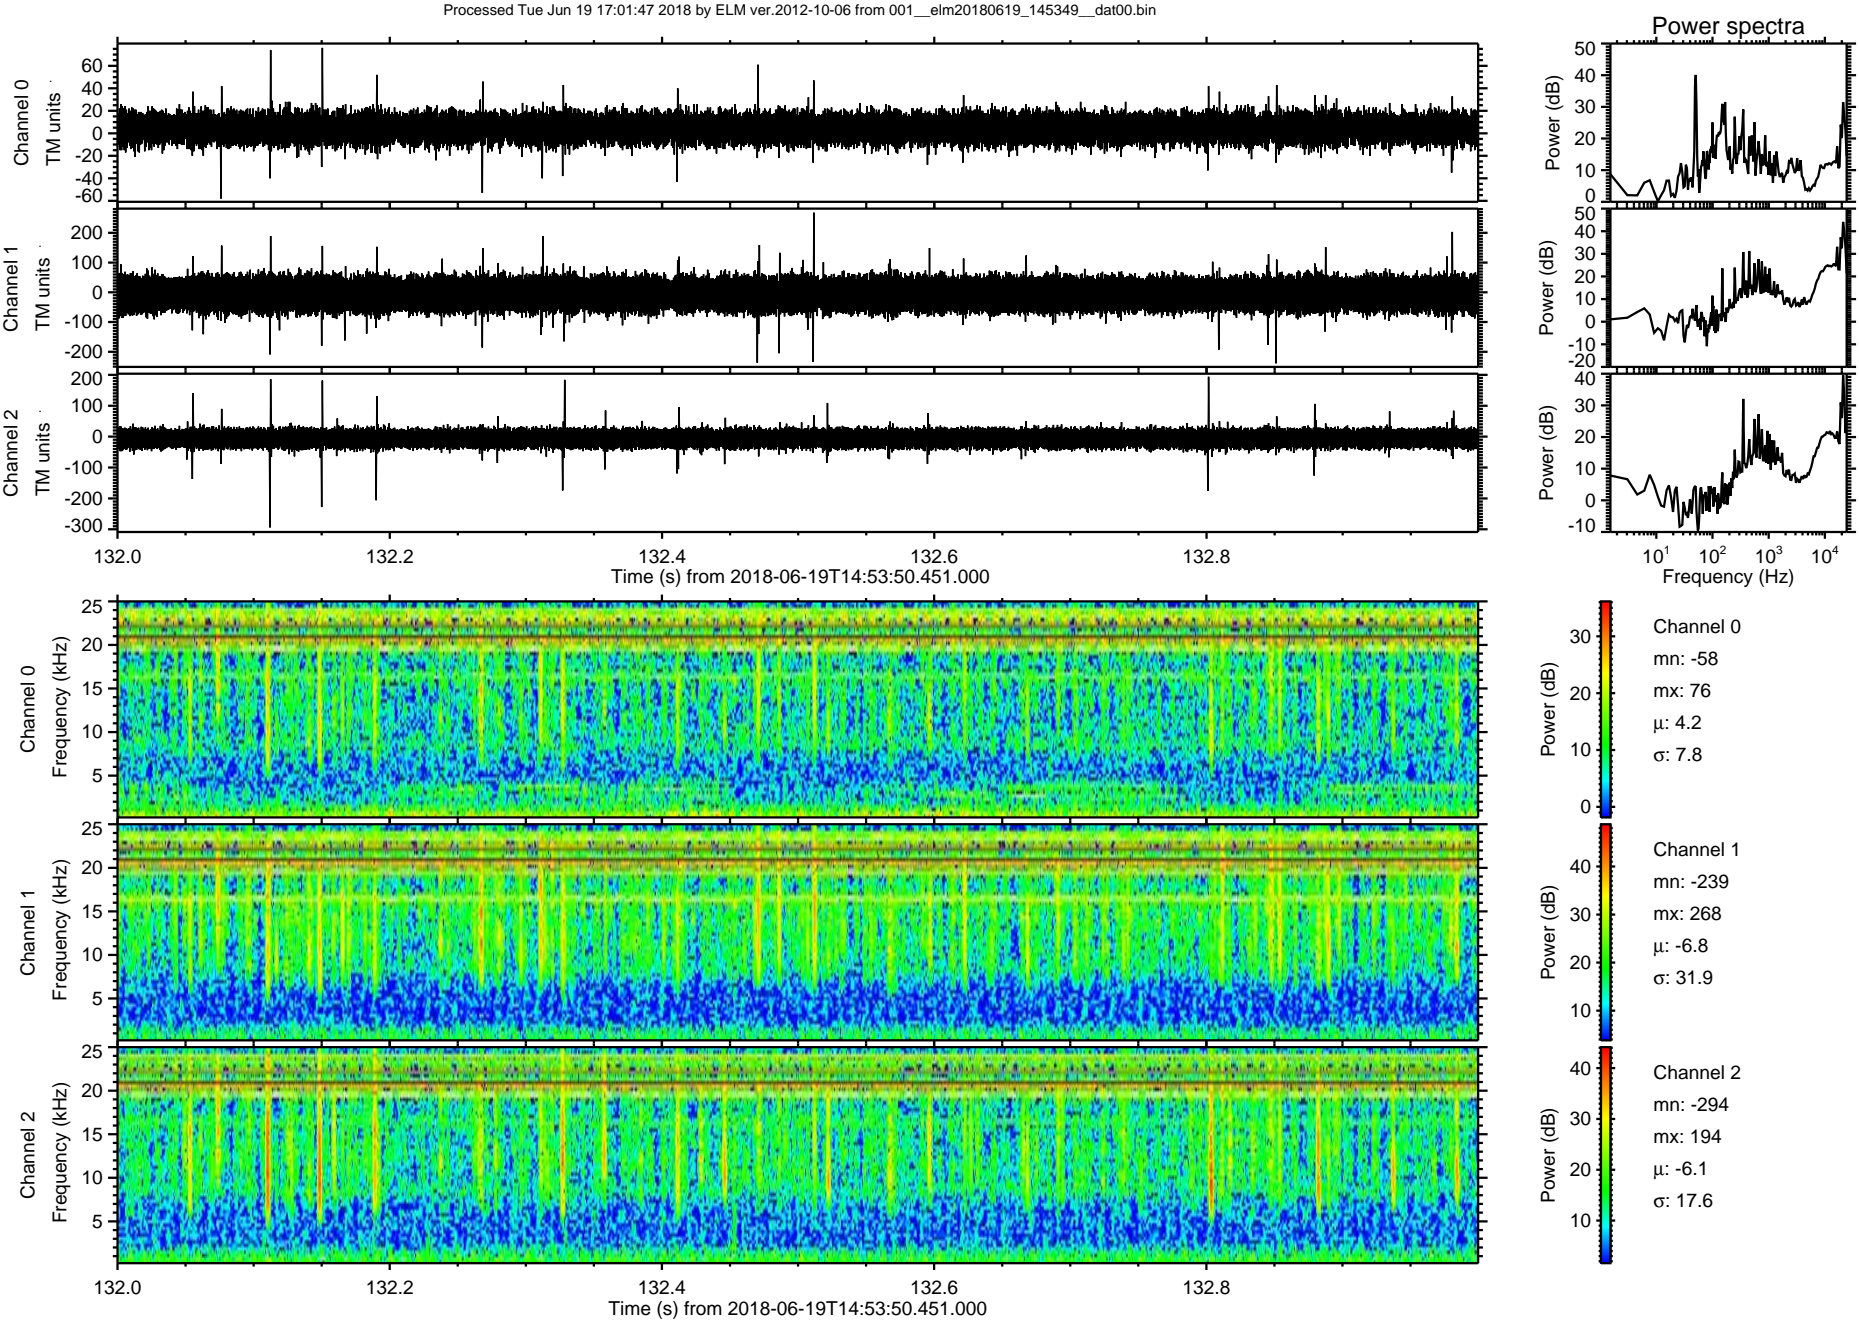 Processed Tue Jun 19 17:01:47 2018 by ELM ver.2012-10-06 from 001__elm20180619_145349__dat00.bin
Power spectra
Channel 0
TM units
60
40
20
0
-20
-40
-60
Power (dB)
50
40
30
20
10
0
Channel 1
TM units
200
100
0
-100
-200
Power (dB)
50
40
30
20
10
0
-10
-20
Channel 2
TM units
200
100
0
-100
-200
-300
Power (dB)
40
30
20
10
0
-10
132.0 132.2 132.4 132.6 132.8
Time (s) from 2018-06-19T14:53:50.451.000
10¹ 10² 10³ 10⁴
Frequency (Hz)
Channel 0
Frequency (kHz)
25
20
15
10
5
Power (dB)
30
20
10
0
Channel 0
mn: -58
mx: 76
μ: 4.2
σ: 7.8
Channel 1
Frequency (kHz)
25
20
15
10
5
Power (dB)
40
30
20
10
Channel 1
mn: -239
mx: 268
μ: -6.8
σ: 31.9
Channel 2
Frequency (kHz)
25
20
15
10
5
Power (dB)
40
30
20
10
Channel 2
mn: -294
mx: 194
μ: -6.1
σ: 17.6
132.0 132.2 132.4 132.6 132.8
Time (s) from 2018-06-19T14:53:50.451.000